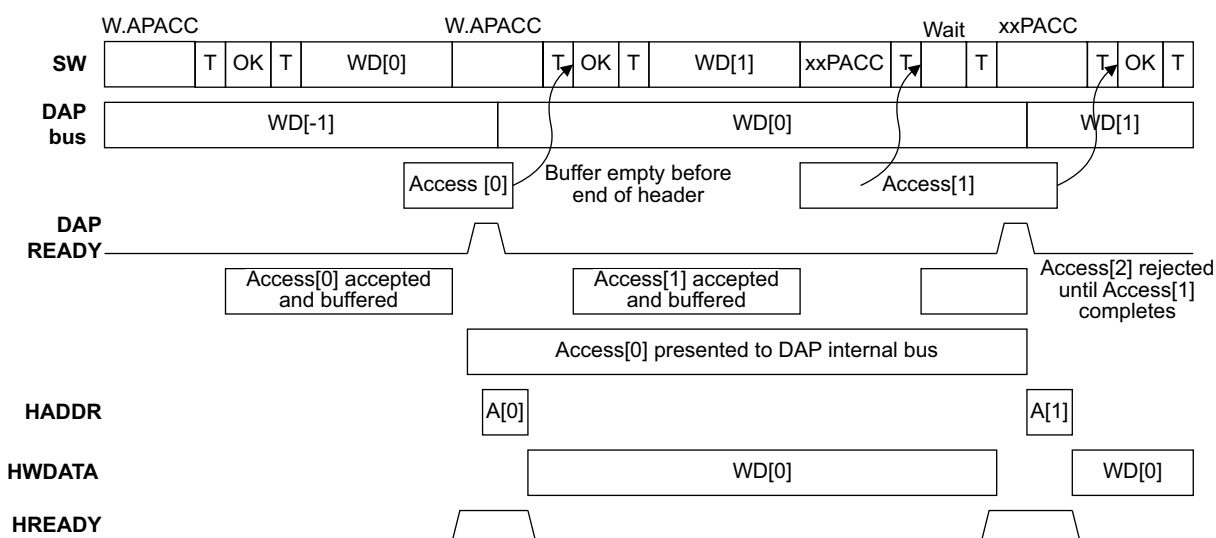 W.APACC W.APACC Wait xxPACC
SW T OK T WD[0] T OK T WD[1] xxPACC T T T OK T
DAP
bus
WD[-1] WD[0] WD[1]
Access [0]
Buffer empty before
end of header
Access[1]
DAP
READY
Access[0] accepted
and buffered
Access[1] accepted
and buffered
Access[2] rejected
until Access[1]
completes
Access[0] presented to DAP internal bus
HADDR A[0] A[1]
HWDATA WD[0] WD[0]
HREADY